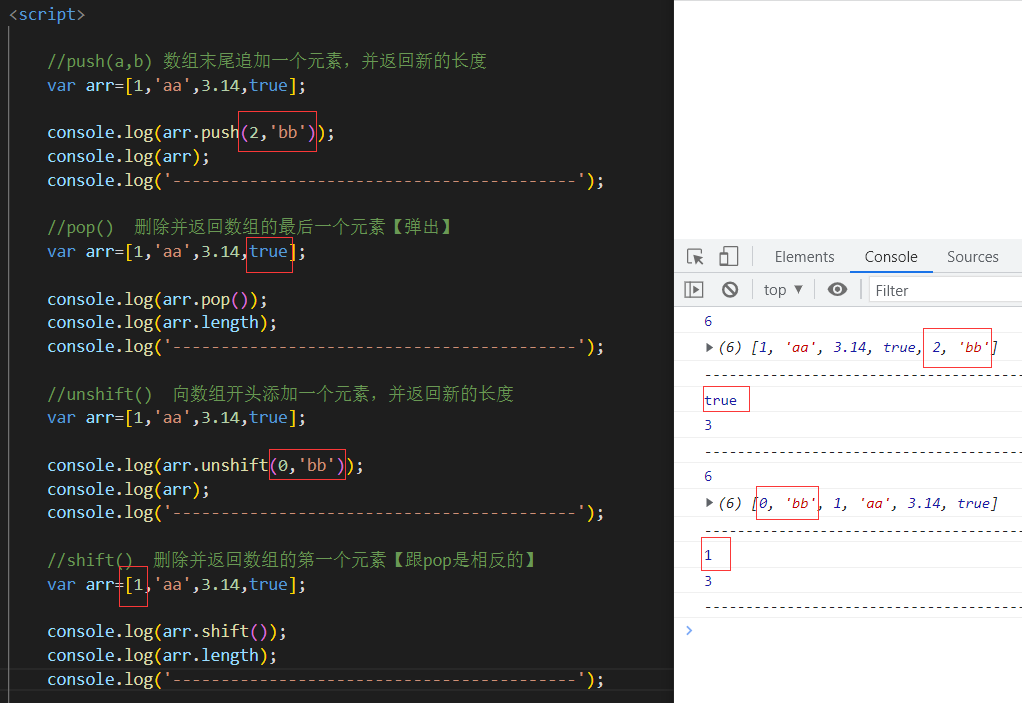 <script>
//push(a,b) 数组末尾追加一个元素，并返回新的长度
var arr=[1,'aa',3.14,true];
console.log(arr.push(2,'bb'));
console.log(arr);
console.log('------------------------------------------');
//pop()  删除并返回数组的最后一个元素【弹出】
var arr=[1,'aa',3.14,true];
console.log(arr.pop());
console.log(arr.length);
console.log('------------------------------------------');
//unshift()  向数组开头添加一个元素，并返回新的长度
var arr=[1,'aa',3.14,true];
console.log(arr.unshift(0,'bb'));
console.log(arr);
console.log('------------------------------------------');
//shift()  删除并返回数组的第一个元素【跟pop是相反的】
var arr=[1,'aa',3.14,true];
console.log(arr.shift());
console.log(arr.length);
console.log('------------------------------------------');
Elements Console Sources
top ▼ Filter
6
▶(6) [1, 'aa', 3.14, true, 2, 'bb']
---------------------------------------
true
3
---------------------------------------
6
▶(6) [0, 'bb', 1, 'aa', 3.14, true]
---------------------------------------
1
3
---------------------------------------
>